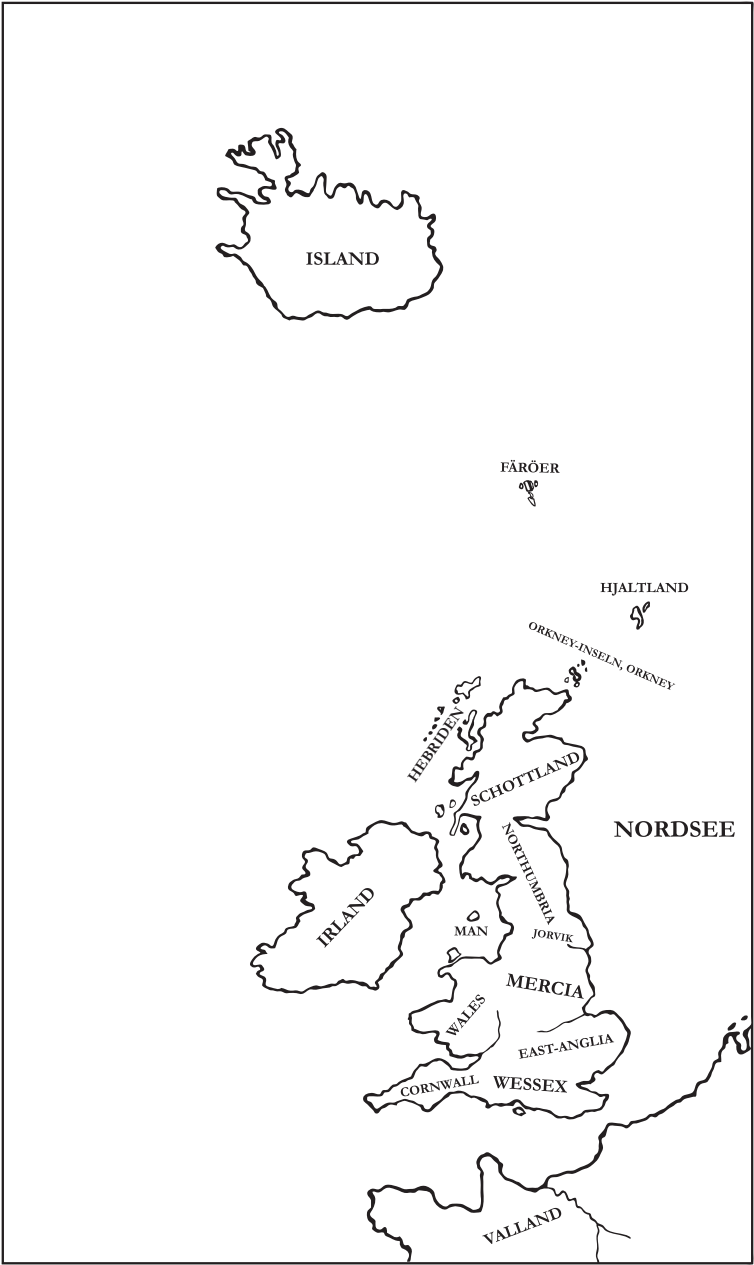 ISLAND
FÄRÖER
HJALTLAND
ORKNEY-INSELN, ORKNEY
HEBRIDEN
SCHOTTLAND
NORDSEE
NORTHUMBRIA
IRLAND
MAN
JORVIK
MERCIA
WALES
EAST-ANGLIA
CORNWALL
WESSEX
VALLAND